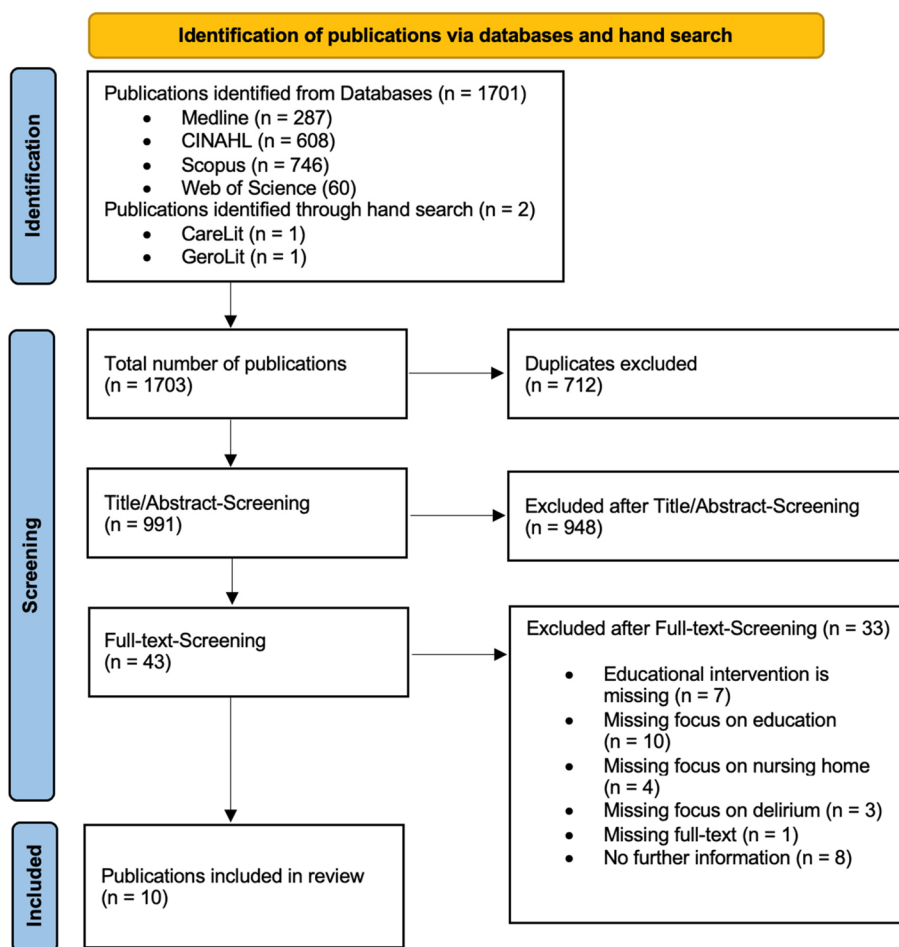 Identification of publications via databases and hand search
Identification
Publications identified from Databases (n = 1701)
• Medline (n = 287)
• CINAHL (n = 608)
• Scopus (n = 746)
• Web of Science (60)
Publications identified through hand search (n = 2)
• CareLit (n = 1)
• GeroLit (n = 1)
Screening
Total number of publications
(n = 1703)
Duplicates excluded
(n = 712)
Title/Abstract-Screening
(n = 991)
Excluded after Title/Abstract-Screening
(n = 948)
Full-text-Screening
(n = 43)
Excluded after Full-text-Screening (n = 33)
• Educational intervention is
missing (n = 7)
• Missing focus on education
(n = 10)
• Missing focus on nursing home
(n = 4)
• Missing focus on delirium (n = 3)
• Missing full-text (n = 1)
• No further information (n = 8)
Included
Publications included in review
(n = 10)